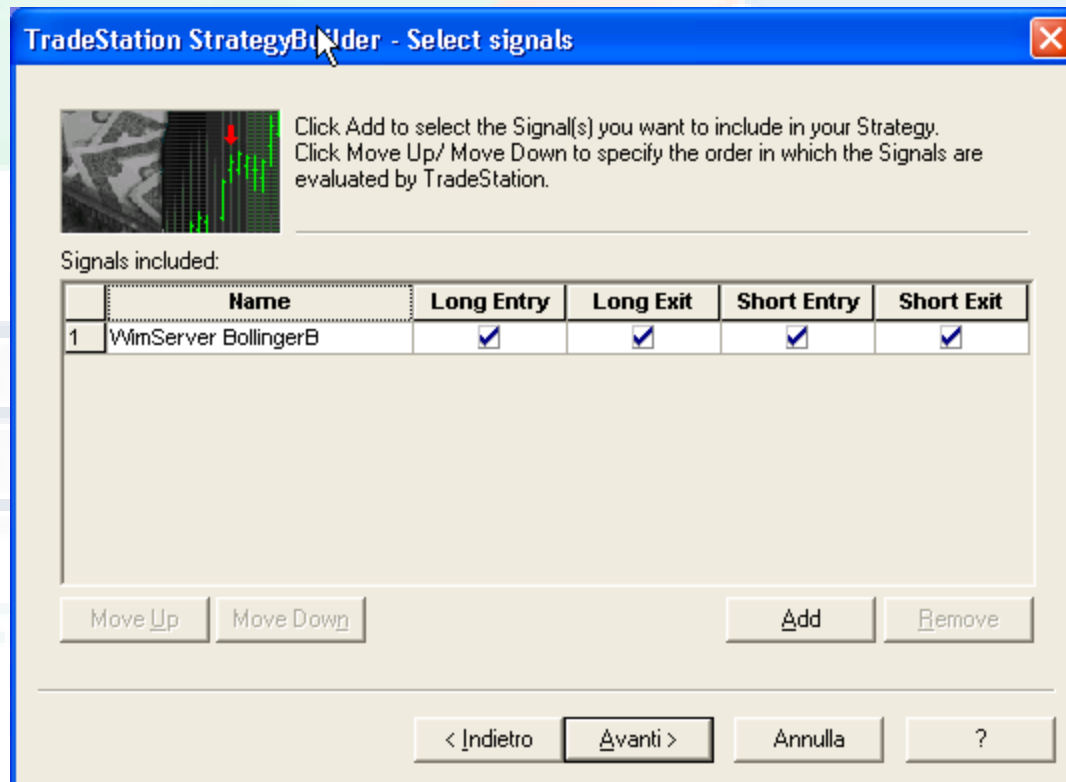 TradeStation StrategyBuilder - Select signals
Click Add to select the Signal(s) you want to include in your Strategy.
Click Move Up/ Move Down to specify the order in which the Signals are
evaluated by TradeStation.
Signals included:
Name Long Entry Long Exit Short Entry Short Exit
1 WimServer BollingerB
Move Up Move Down Add Remove
< Indietro Avanti > Annulla ?